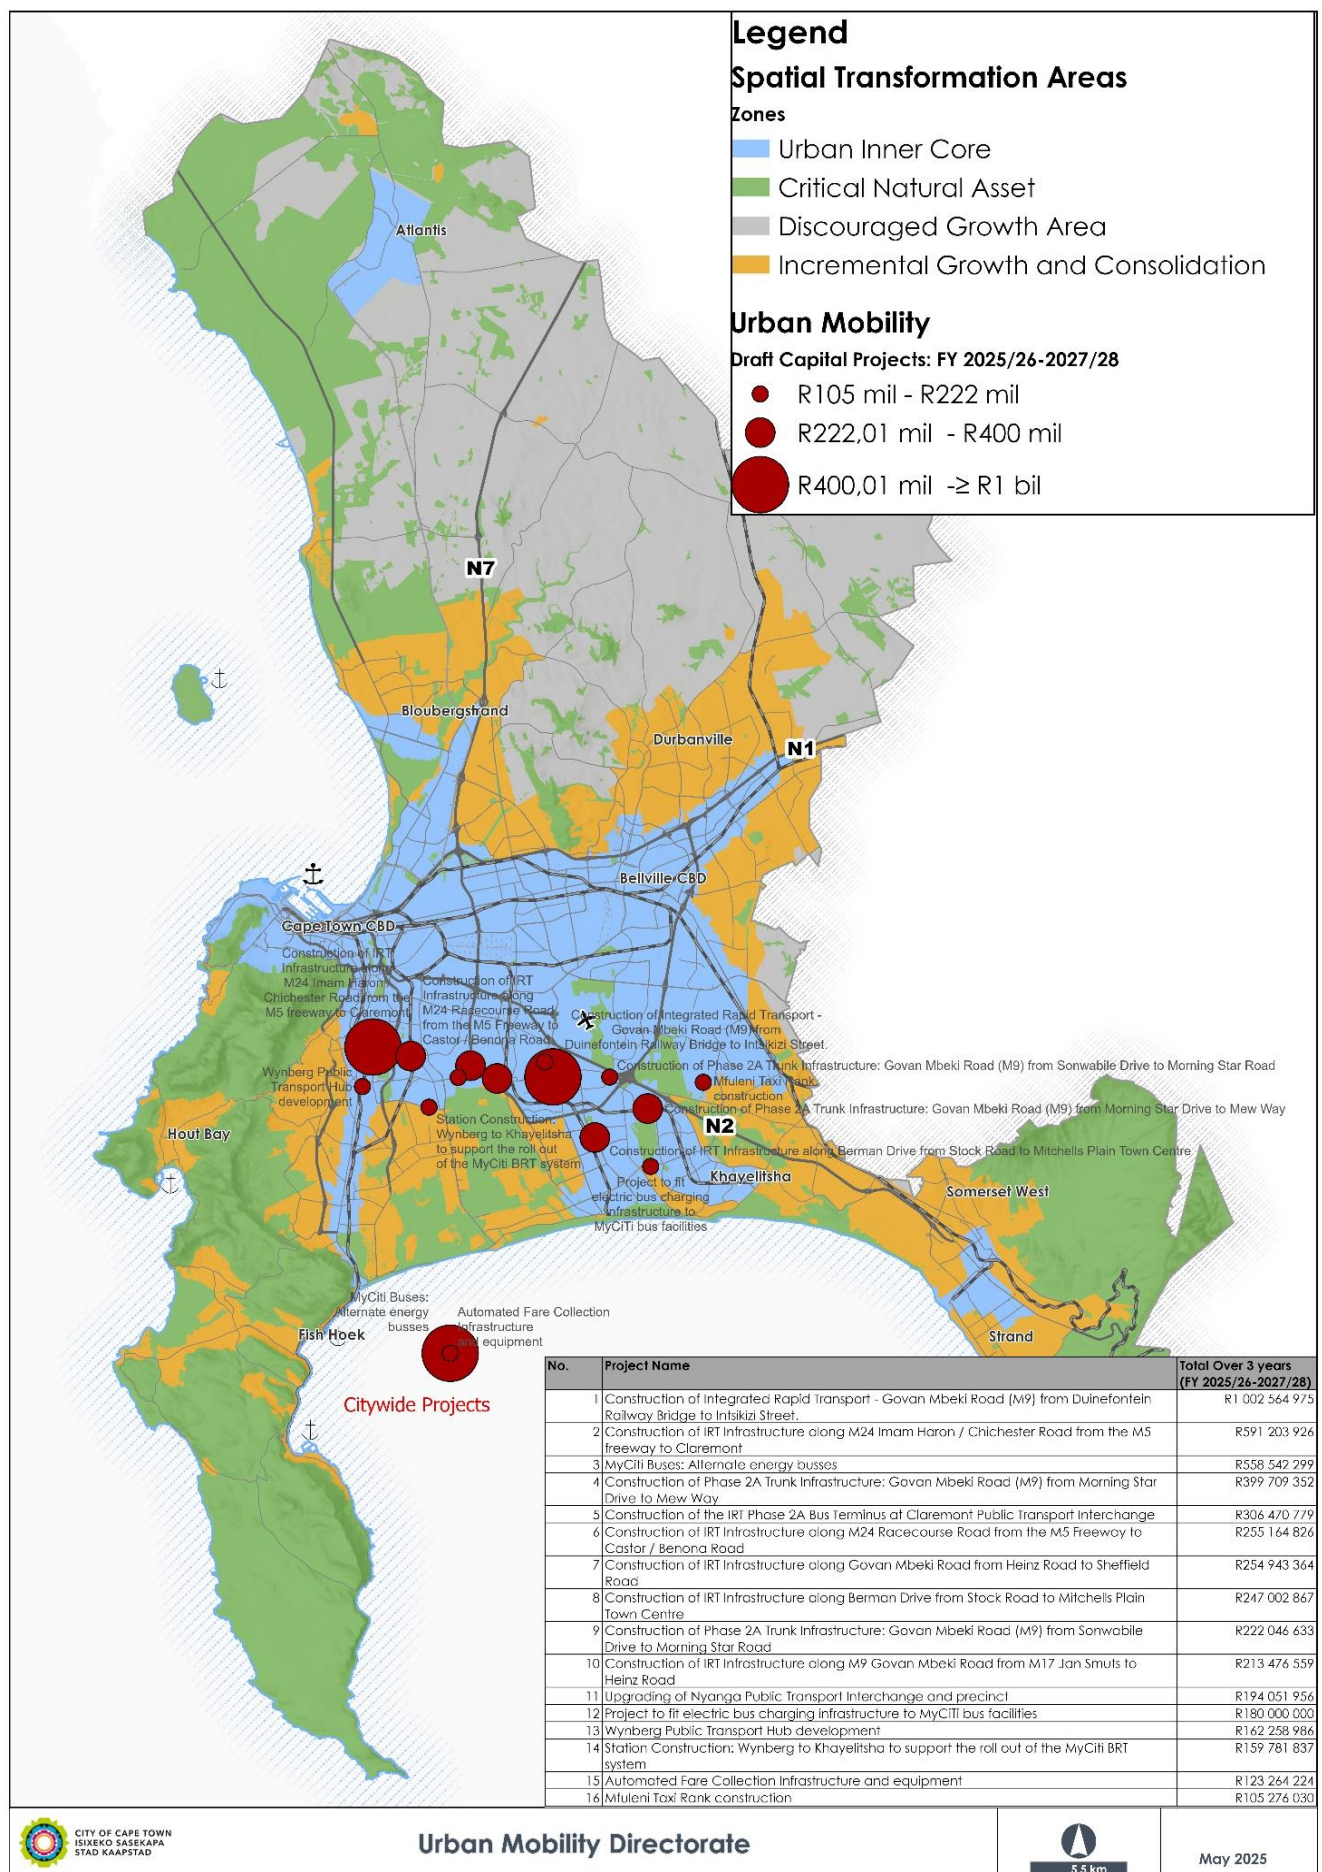 Legend
Spatial Transformation Areas
Zones
Urban Inner Core
Critical Natural Asset
Discouraged Growth Area
Incremental Growth and Consolidation
Urban Mobility
Draft Capital Projects: FY 2025/26-2027/28
R105 mil - R222 mil
R222,01 mil - R400 mil
R400,01 mil -≥ R1 bil
Atlantis
N7
Bloubergstrand
Durbanville
N1
Bellville CBD
Cape Town CBD
Construction of IRT
Infrastructure along
M24 Imam Haron /
Chichester Road from the
M5 freeway to Claremont
Construction of IRT
Infrastructure along
M24 Racecourse Road
from the M5 Freeway to
Castor / Benona Road
Construction of Integrated Rapid Transport -
Govan Mbeki Road (M9) from
Duinefontein Railway Bridge to Intsikizi Street.
Construction of Phase 2A Trunk Infrastructure: Govan Mbeki Road (M9) from Sonwabile Drive to Morning Star Road
Wynberg Public
Transport Hub
development
Mfuleni Taxi Rank
construction
Construction of Phase 2A Trunk Infrastructure: Govan Mbeki Road (M9) from Morning Star Drive to Mew Way
Station Construction:
Wynberg to Khayelitsha
to support the roll out
of the MyCiti BRT system
N2
Hout Bay
Construction of IRT Infrastructure along Berman Drive from Stock Road to Mitchells Plain Town Centre
Khayelitsha
Project to fit
electric bus charging
infrastructure to
MyCiTi bus facilities
Somerset West
MyCiti Buses:
Alternate energy
busses
Automated Fare Collection
Infrastructure
and equipment
Fish Hoek
Strand
Citywide Projects
No. Project Name Total Over 3 years
(FY 2025/26-2027/28)
1 Construction of Integrated Rapid Transport - Govan Mbeki Road (M9) from Duinefontein R1 002 564 975
Railway Bridge to Intsikizi Street.
2 Construction of IRT Infrastructure along M24 Imam Haron / Chichester Road from the M5 R591 203 926
freeway to Claremont
3 MyCiti Buses: Alternate energy busses R558 542 299
4 Construction of Phase 2A Trunk Infrastructure: Govan Mbeki Road (M9) from Morning Star R399 709 352
Drive to Mew Way
5 Construction of the IRT Phase 2A Bus Terminus at Claremont Public Transport Interchange R306 470 779
6 Construction of IRT Infrastructure along M24 Racecourse Road from the M5 Freeway to R255 164 826
Castor / Benona Road
7 Construction of IRT Infrastructure along Govan Mbeki Road from Heinz Road to Sheffield R254 943 364
Road
8 Construction of IRT Infrastructure along Berman Drive from Stock Road to Mitchells Plain R247 002 867
Town Centre
9 Construction of Phase 2A Trunk Infrastructure: Govan Mbeki Road (M9) from Sonwabile R222 046 633
Drive to Morning Star Road
10 Construction of IRT Infrastructure along M9 Govan Mbeki Road from M17 Jan Smuts to R213 476 559
Heinz Road
11 Upgrading of Nyanga Public Transport Interchange and precinct R194 051 956
12 Project to fit electric bus charging infrastructure to MyCiTi bus facilities R180 000 000
13 Wynberg Public Transport Hub development R162 258 986
14 Station Construction: Wynberg to Khayelitsha to support the roll out of the MyCiti BRT R159 781 837
system
15 Automated Fare Collection Infrastructure and equipment R123 264 224
16 Mfuleni Taxi Rank construction R105 276 030
CITY OF CAPE TOWN
ISIXEKO SASEKAPA
STAD KAAPSTAD
Urban Mobility Directorate
5,5 km
May 2025